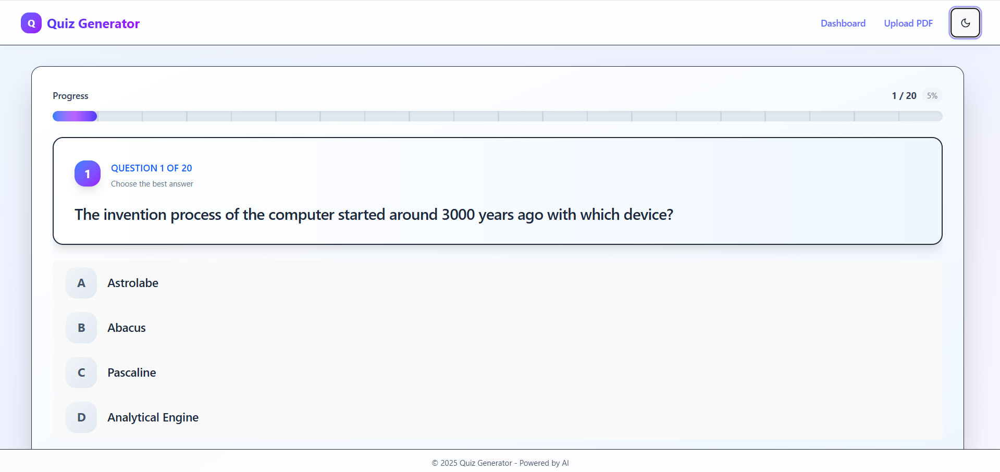 Q Quiz Generator
Dashboard Upload PDF
Progress
1 / 20 5%
1
QUESTION 1 OF 20
Choose the best answer
The invention process of the computer started around 3000 years ago with which device?
A Astrolabe
B Abacus
C Pascaline
D Analytical Engine
© 2025 Quiz Generator - Powered by AI